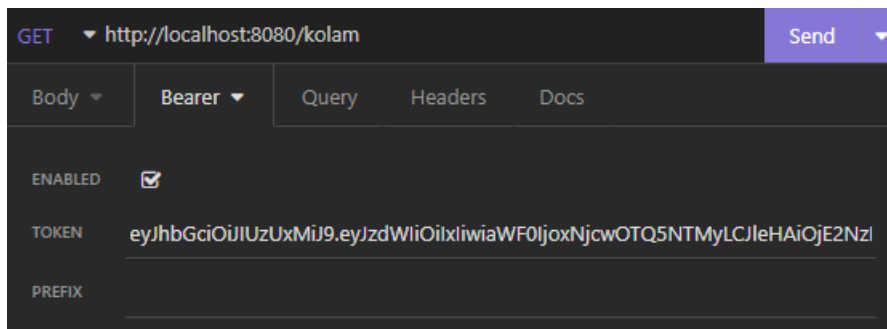 GET http://localhost:8080/kolam Send
Body Bearer Query Headers Docs
ENABLED
TOKEN eyJhbGciOiJIUzUxMiJ9.eyJzdWIiOiIxIiwiaWF0IjoxNjcwOTQ5NTMyLCJleHAiOjE2NzI
PREFIX